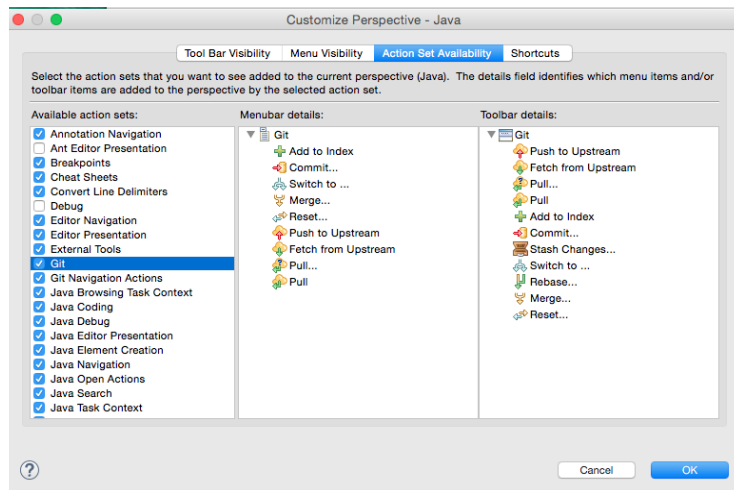 Customize Perspective - Java
Tool Bar Visibility
Menu Visibility
Action Set Availability
Shortcuts
Select the action sets that you want to see added to the current perspective (Java).  The details field identifies which menu items and/or
toolbar items are added to the perspective by the selected action set.
Available action sets:
Annotation Navigation
Ant Editor Presentation
Breakpoints
Cheat Sheets
Convert Line Delimiters
Debug
Editor Navigation
Editor Presentation
External Tools
Git
Git Navigation Actions
Java Browsing Task Context
Java Coding
Java Debug
Java Editor Presentation
Java Element Creation
Java Navigation
Java Open Actions
Java Search
Java Task Context
Menubar details:
Git
Add to Index
Commit...
Switch to ...
Merge...
Reset...
Push to Upstream
Fetch from Upstream
Pull...
Pull
Toolbar details:
Git
Push to Upstream
Fetch from Upstream
Pull...
Pull
Add to Index
Commit...
Stash Changes...
Switch to ...
Rebase...
Merge...
Reset...
?
Cancel
OK